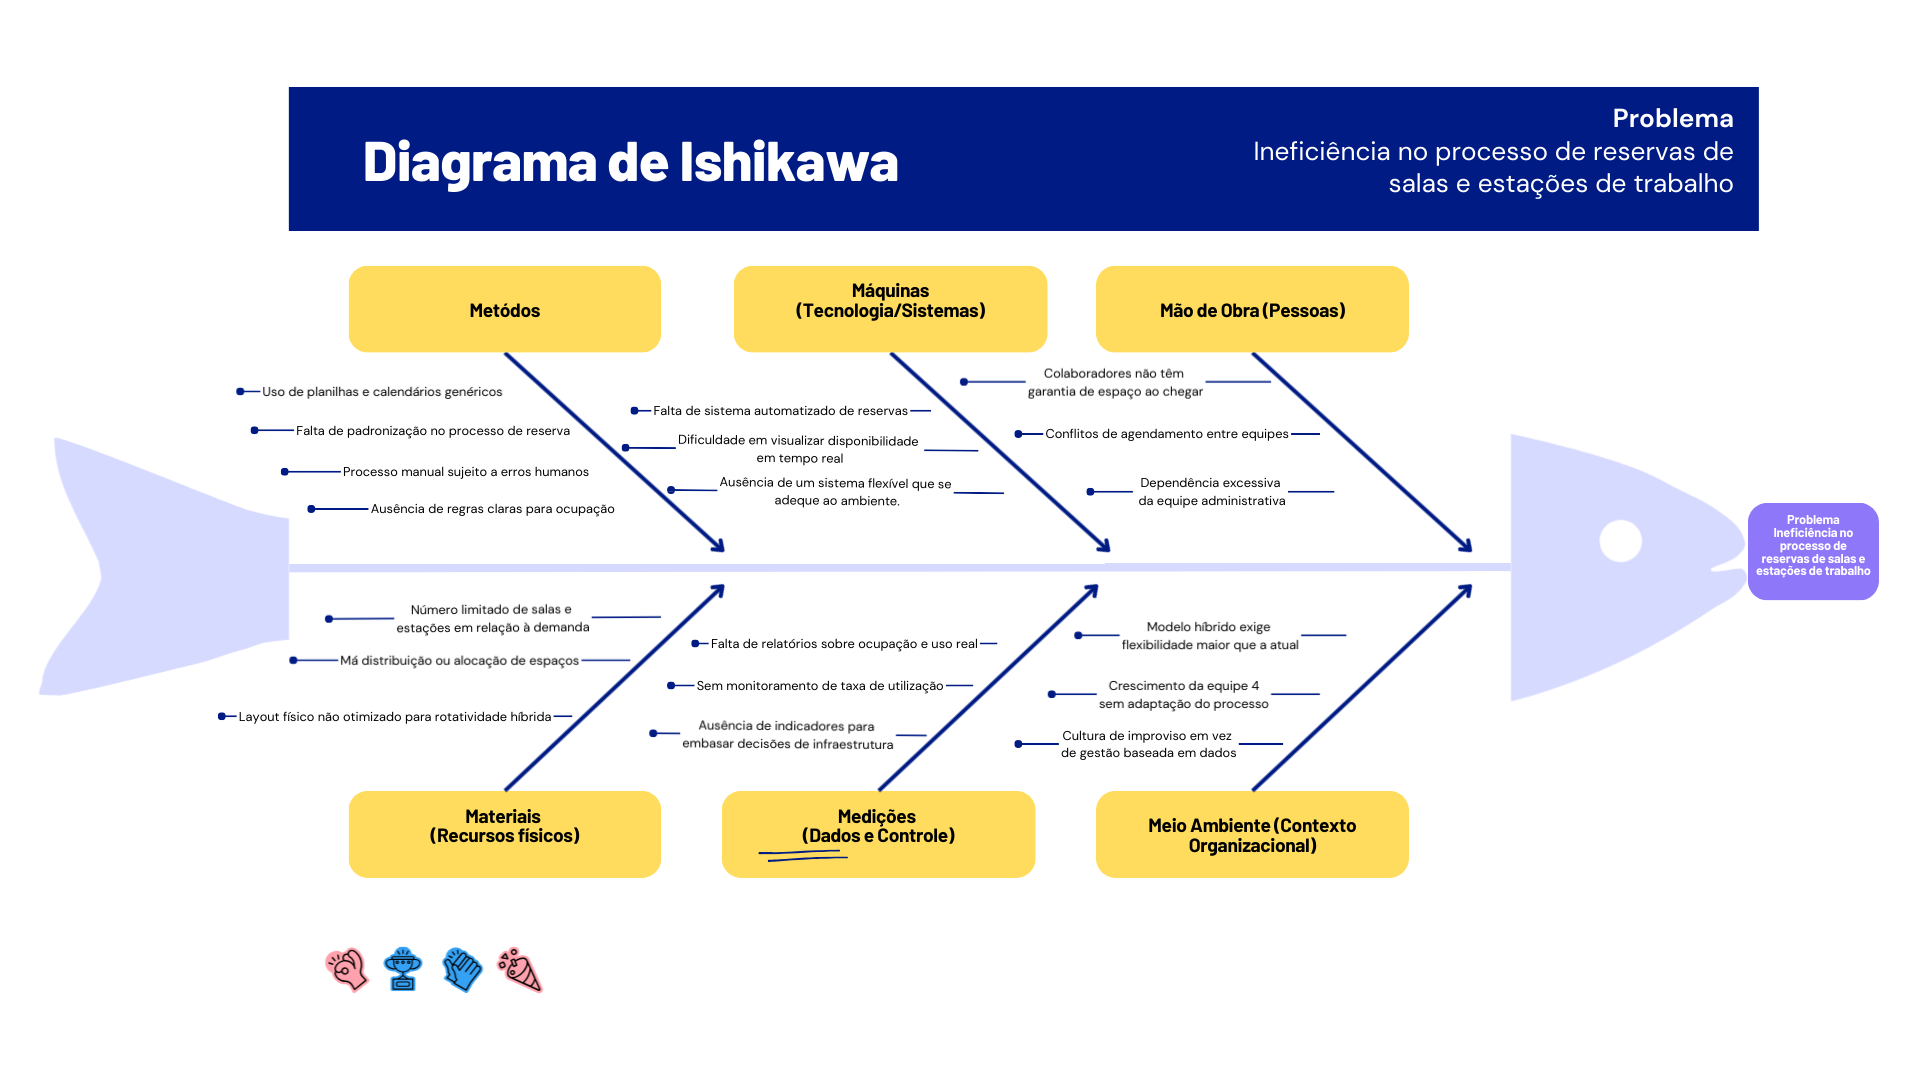 Diagrama de Ishikawa
Problema
Ineficiência no processo de reservas de
salas e estações de trabalho
Metódos
Máquinas
(Tecnologia/Sistemas)
Mão de Obra (Pessoas)
Uso de planilhas e calendários genéricos
Falta de padronização no processo de reserva
Processo manual sujeito a erros humanos
Ausência de regras claras para ocupação
Falta de sistema automatizado de reservas
Dificuldade em visualizar disponibilidade
em tempo real
Ausência de um sistema flexível que se
adeque ao ambiente.
Colaboradores não têm
garantia de espaço ao chegar
Conflitos de agendamento entre equipes
Dependência excessiva
da equipe administrativa
Problema
Ineficiência no
processo de
reservas de salas e
estações de trabalho
Número limitado de salas e
estações em relação à demanda
Má distribuição ou alocação de espaços
Layout físico não otimizado para rotatividade híbrida
Falta de relatórios sobre ocupação e uso real
Sem monitoramento de taxa de utilização
Ausência de indicadores para
embasar decisões de infraestrutura
Modelo híbrido exige
flexibilidade maior que a atual
Crescimento da equipe 4
sem adaptação do processo
Cultura de improviso em vez
de gestão baseada em dados
Materiais
(Recursos físicos)
Medições
(Dados e Controle)
Meio Ambiente (Contexto
Organizacional)